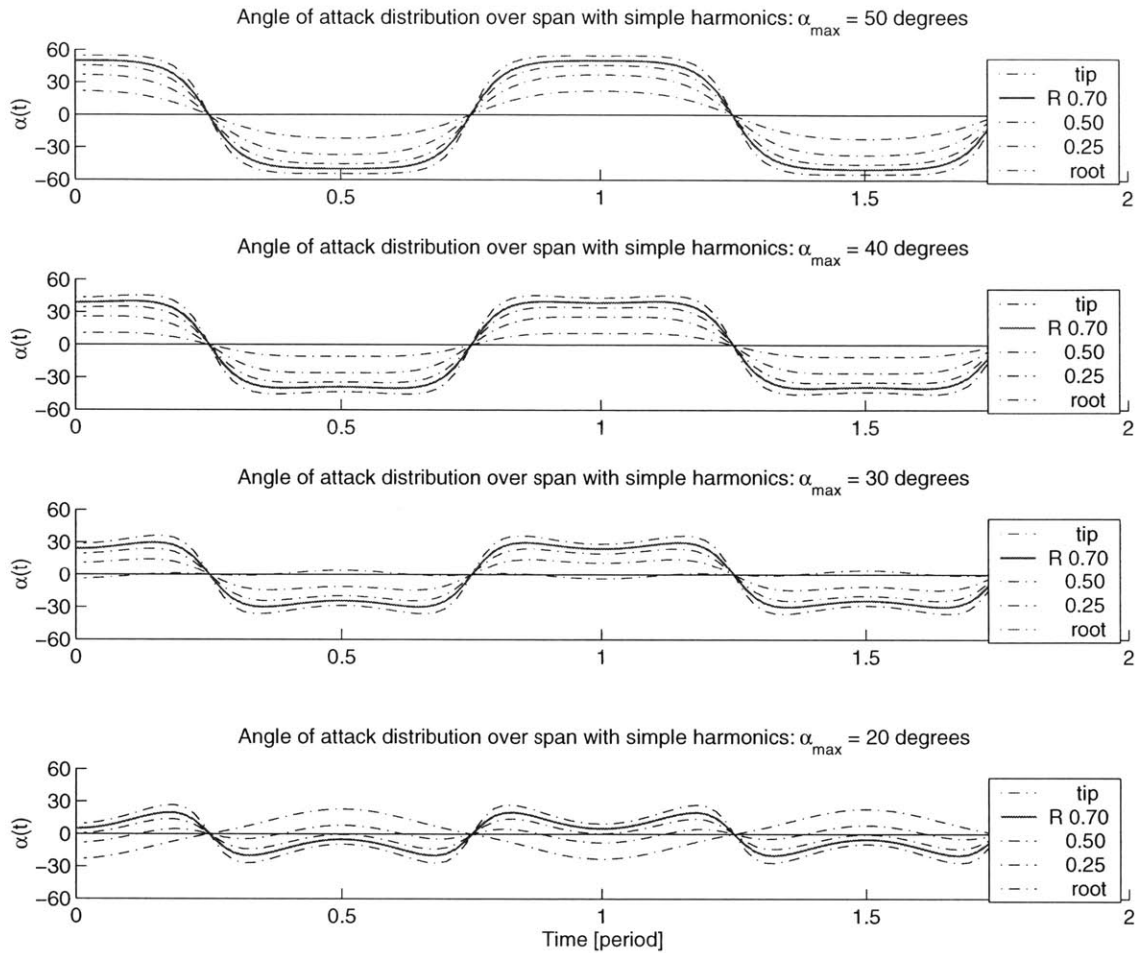 Angle of attack distribution over span with simple harmonics: αmax = 50 degrees
60
30
0
−30
−60
α(t)
0
0.5
1
1.5
2
tip
R 0.70
0.50
0.25
root
Angle of attack distribution over span with simple harmonics: αmax = 40 degrees
60
30
0
−30
−60
α(t)
0
0.5
1
1.5
2
tip
R 0.70
0.50
0.25
root
Angle of attack distribution over span with simple harmonics: αmax = 30 degrees
60
30
0
−30
−60
α(t)
0
0.5
1
1.5
2
tip
R 0.70
0.50
0.25
root
Angle of attack distribution over span with simple harmonics: αmax = 20 degrees
60
30
0
−30
−60
α(t)
0
0.5
1
1.5
2
tip
R 0.70
0.50
0.25
root
Time [period]